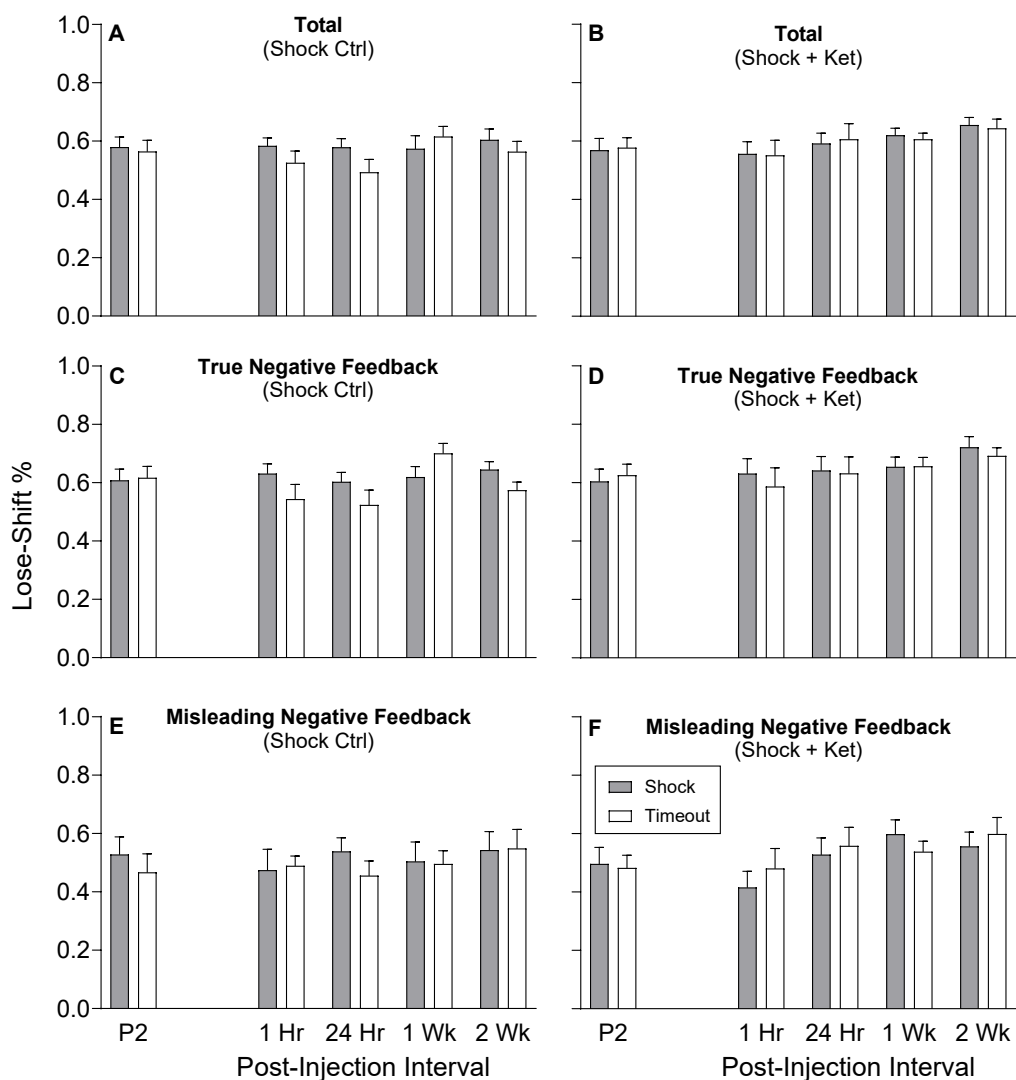 A
Total
(Shock Ctrl)
1.0
0.8
0.6
0.4
0.2
0.0
B
Total
(Shock + Ket)
C
True Negative Feedback
(Shock Ctrl)
1.0
0.8
0.6
0.4
0.2
0.0
D
True Negative Feedback
(Shock + Ket)
Lose-Shift %
E
Misleading Negative Feedback
(Shock Ctrl)
1.0
0.8
0.6
0.4
0.2
0.0
F
Misleading Negative Feedback
(Shock + Ket)
Shock
Timeout
P2 1 Hr 24 Hr 1 Wk 2 Wk
Post-Injection Interval
P2 1 Hr 24 Hr 1 Wk 2 Wk
Post-Injection Interval